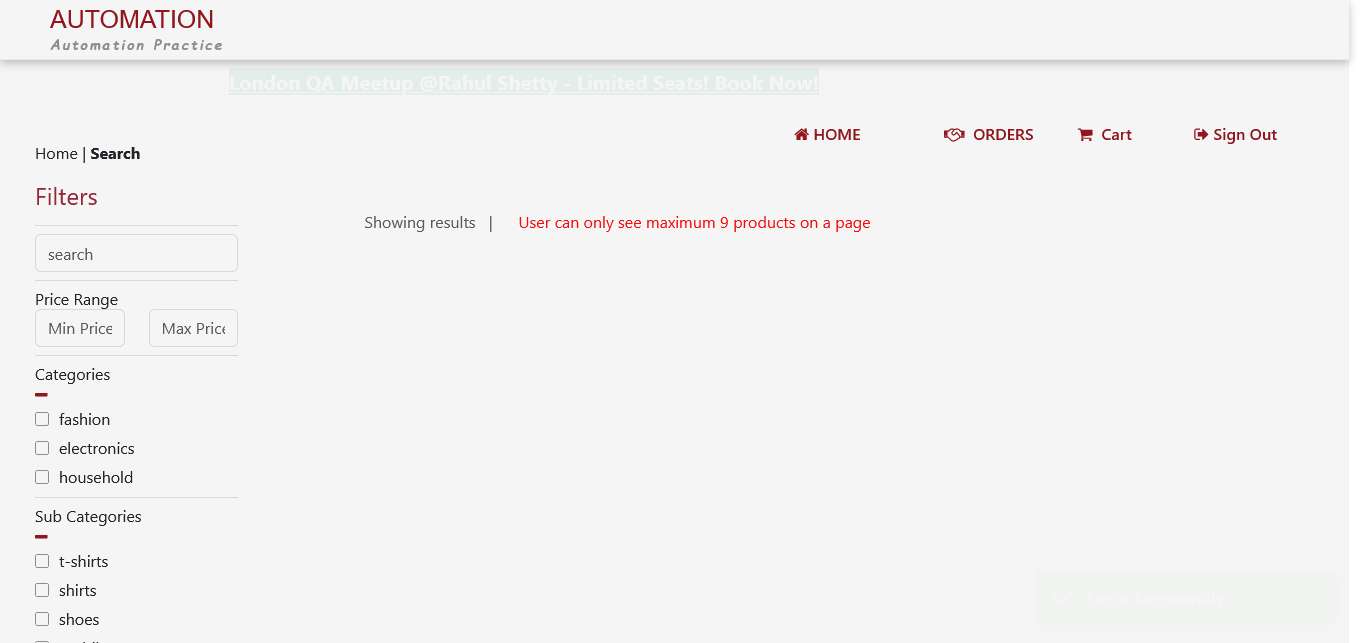 AUTOMATION
Automation Practice
London QA Meetup @Rahul Shetty - Limited Seats! Book Now!
HOME ORDERS Cart Sign Out
Home | Search
Filters
Showing results | User can only see maximum 9 products on a page
search
Price Range
Min Price Max Price
Categories
fashion
electronics
household
Sub Categories
t-shirts
shirts
shoes
Login Successfully